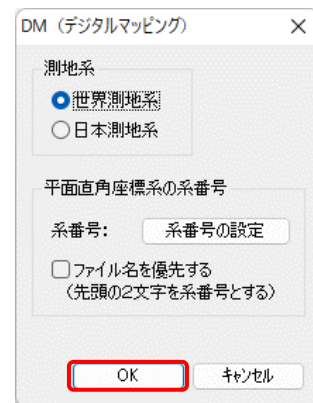 DM（デジタルマッピング）
測地系
世界測地系
日本測地系
平面直角座標系の系番号
系番号: 系番号の設定
ファイル名を優先する
（先頭の2文字を系番号とする）
OK キャンセル